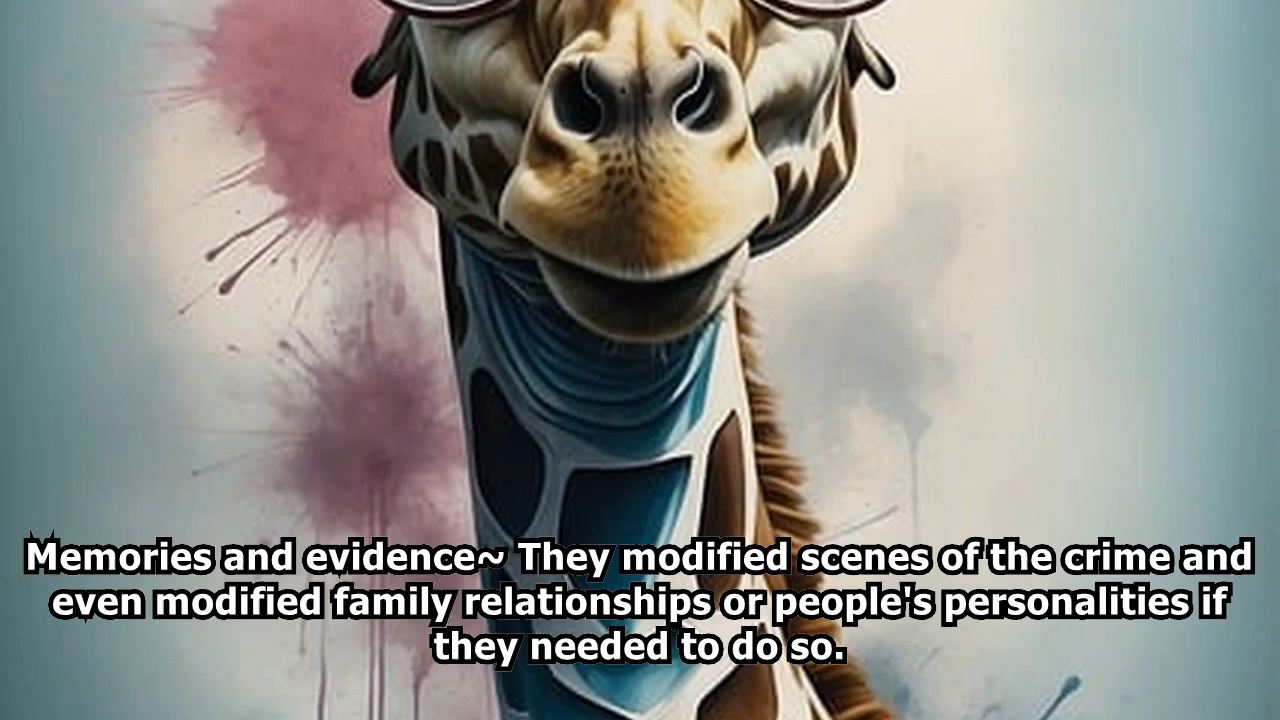 Memories and evidence~ They modified scenes of the crime and
even modified family relationships or people's personalities if
they needed to do so.